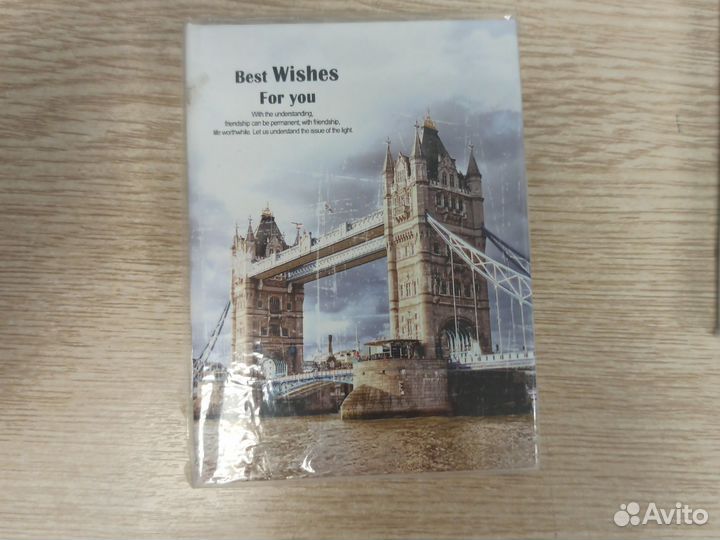 Best Wishes
For you
With the understanding,
friendship can be permanent, with friendship,
life worthwhile. Let us understand the issue of the light.
Avito